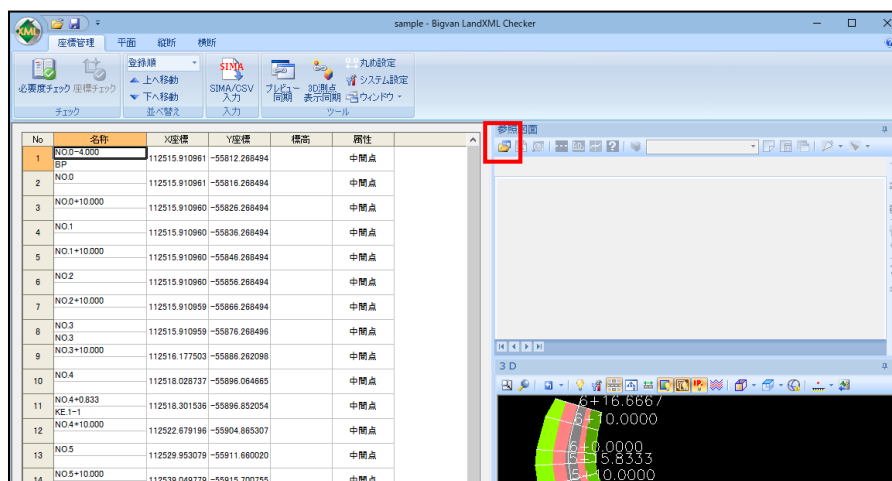 sample - Bigvan LandXML Checker
XML
座標管理 平面 縦断 横断
必要度チェック 座標チェック
チェック
登録順
上へ移動
下へ移動
並べ替え
SIMA
SIMA/CSV
入力
入力
プレビュー
同期
3D測点
表示同期
丸め設定
システム設定
ウィンドウ
ツール
No 名称 X座標 Y座標 標高 属性
1 NO.0-4.000 BP 112515.910961 -55812.268494 中間点
2 NO.0 112515.910961 -55816.268494 中間点
3 NO.0+10.000 112515.910960 -55826.268494 中間点
4 NO.1 112515.910960 -55836.268494 中間点
5 NO.1+10.000 112515.910960 -55846.268494 中間点
6 NO.2 112515.910960 -55856.268494 中間点
7 NO.2+10.000 112515.910959 -55866.268494 中間点
8 NO.3 NO.3 112515.910959 -55876.268496 中間点
9 NO.3+10.000 112516.177503 -55886.262098 中間点
10 NO.4 112518.028737 -55896.064665 中間点
11 NO.4+0.833 KE.1-1 112518.301536 -55896.852054 中間点
12 NO.4+10.000 112522.679196 -55904.865307 中間点
13 NO.5 112529.953079 -55911.660020 中間点
14 NO.5+10.000 112539.049779 -55915.700755 中間点
参照図面
3D
6+16.6667
6+10.0000
6+0.0000
5+15.8333
5+10.0000